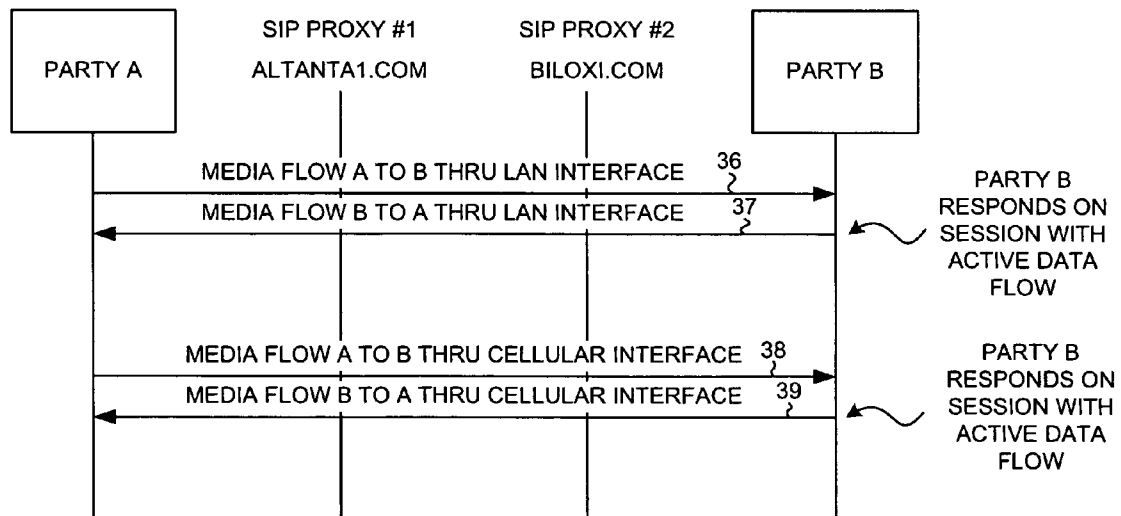 PARTY A
SIP PROXY #1
ALTANTA1.COM
SIP PROXY #2
BILOXI.COM
PARTY B
MEDIA FLOW A TO B THRU LAN INTERFACE
36
MEDIA FLOW B TO A THRU LAN INTERFACE
37
PARTY B
RESPONDS ON
SESSION WITH
ACTIVE DATA
FLOW
MEDIA FLOW A TO B THRU CELLULAR INTERFACE
38
MEDIA FLOW B TO A THRU CELLULAR INTERFACE
39
PARTY B
RESPONDS ON
SESSION WITH
ACTIVE DATA
FLOW